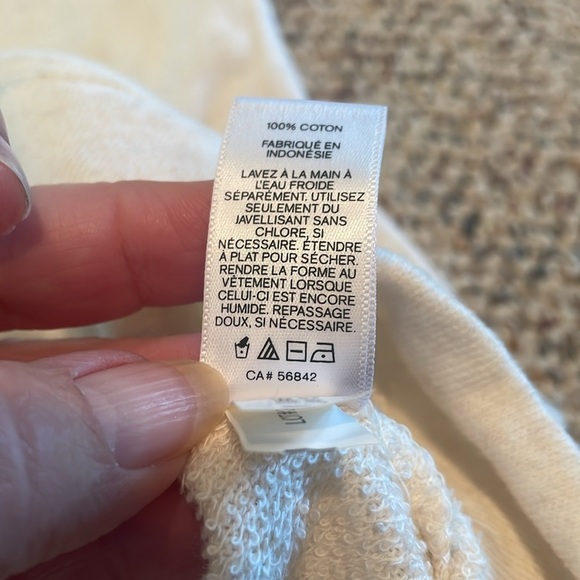 100% COTON
FABRIQUÉ EN
INDONÉSIE
LAVEZ À LA MAIN À
L'EAU FROIDE
SÉPARÉMENT. UTILISEZ
SEULEMENT DU
JAVELLISANT SANS
CHLORE, SI
NÉCESSAIRE. ÉTENDRE
À PLAT POUR SÉCHER.
RENDRE LA FORME AU
VÊTEMENT LORSQUE
CELUI-CI EST ENCORE
HUMIDE. REPASSAGE
DOUX, SI NÉCESSAIRE.
CA# 56842